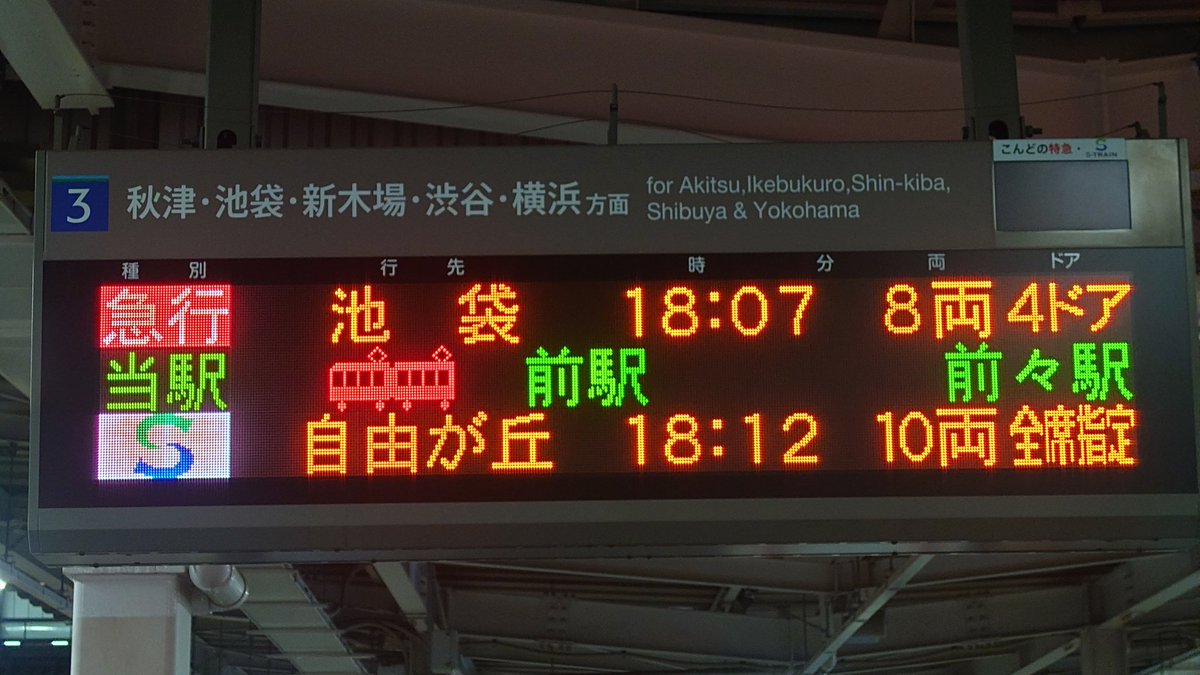 こんどの特急・S-TRAIN
3 秋津・池袋・新木場・渋谷・横浜方面 for Akitsu,Ikebukuro,Shin-kiba,
Shibuya & Yokohama
種別 行先 時 分 両 ドア
急行 池袋 18:07 8両 4ドア
当駅 前駅 前々駅
S 自由が丘 18:12 10両 全席指定